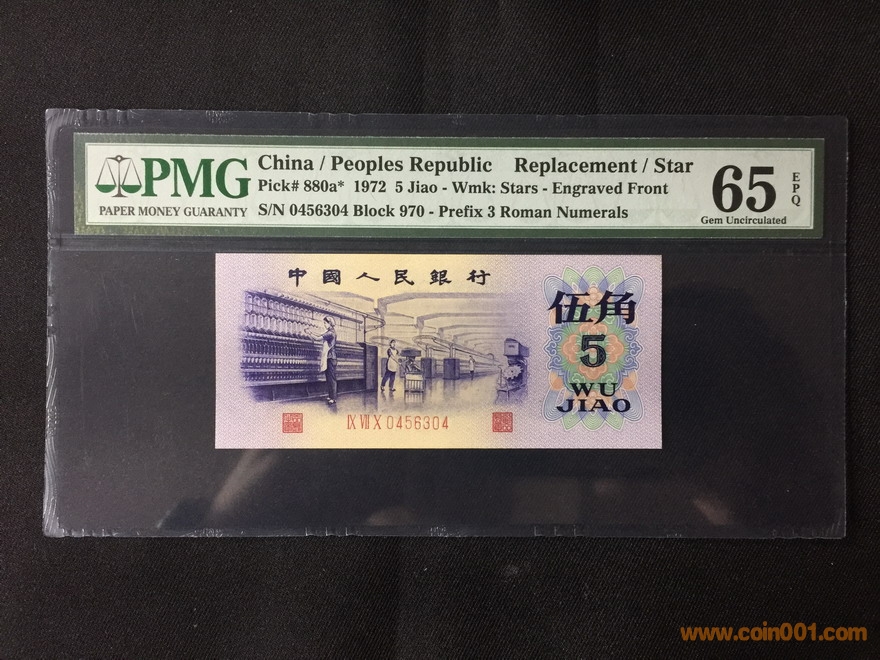 PMG
PAPER MONEY GUARANTY
China / Peoples Republic Replacement / Star
Pick# 880a* 1972 5 Jiao - Wmk: Stars - Engraved Front
S/N 0456304 Block 970 - Prefix 3 Roman Numerals
65 EPQ
Gem Uncirculated
中國人民銀行
伍角
5
WU
JIAO
IX VII X 0456304
www.coin001.com